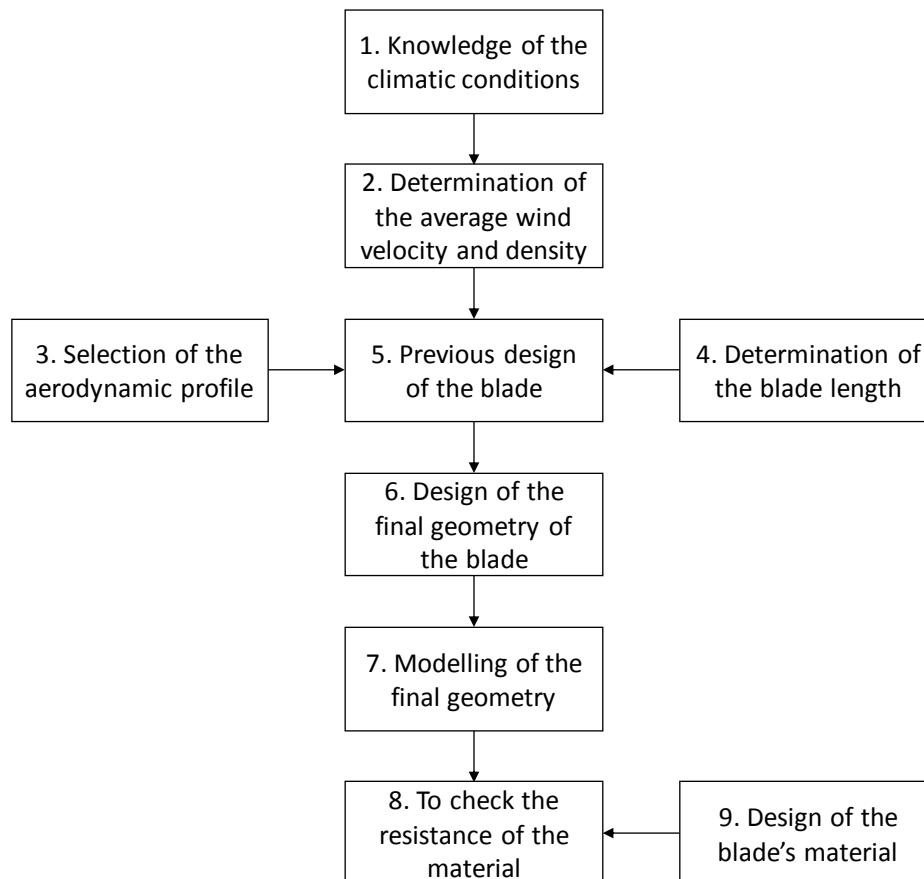 1. Knowledge of the
climatic conditions
2. Determination of
the average wind
velocity and density
3. Selection of the
aerodynamic profile
5. Previous design
of the blade
4. Determination of
the blade length
6. Design of the
final geometry of
the blade
7. Modelling of the
final geometry
8. To check the
resistance of the
material
9. Design of the
blade’s material